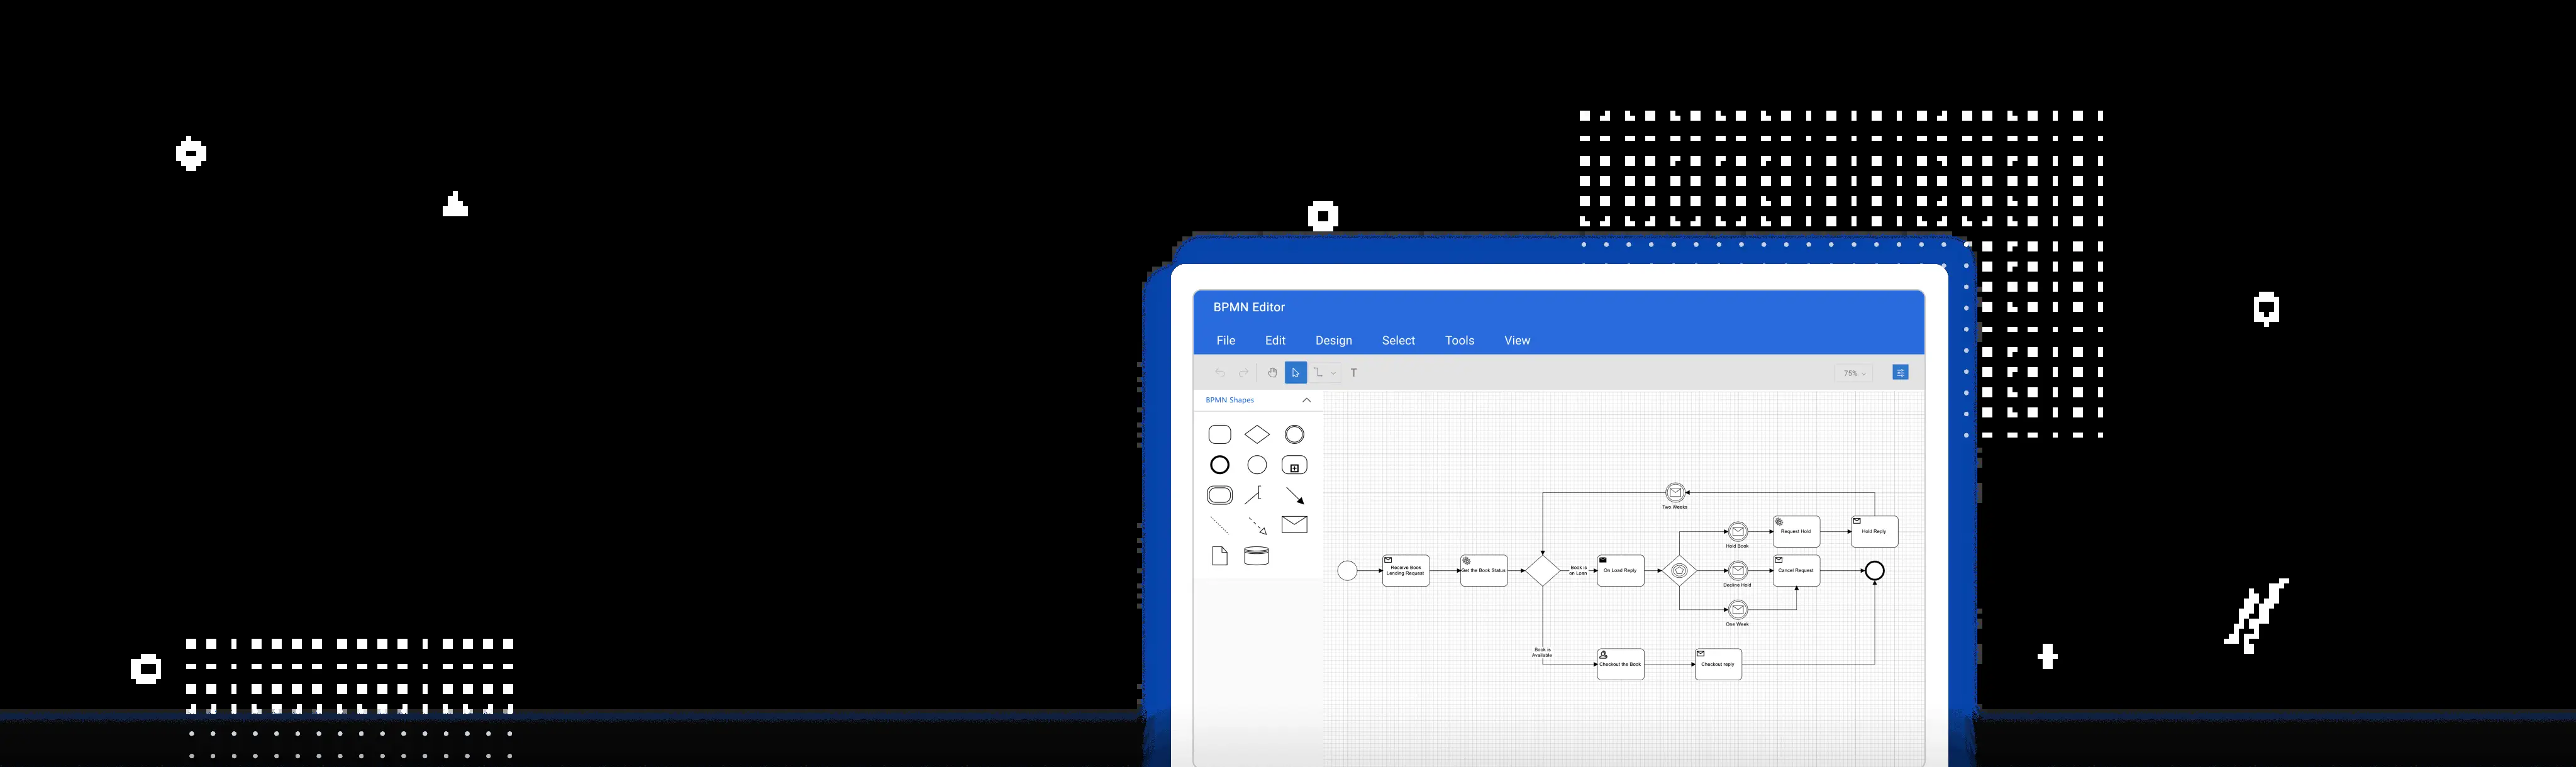 BPMN Editor
File Edit Design Select Tools View
T 75%
BPMN Shapes
Two Weeks
Hold Book
Request Hold
Hold Reply
Receive Book
Lending Request
Get the Book Status
Book is
on Loan
On Load Reply
Decline Hold
Cancel Request
One Week
Book is
Available
Checkout the Book
Checkout reply